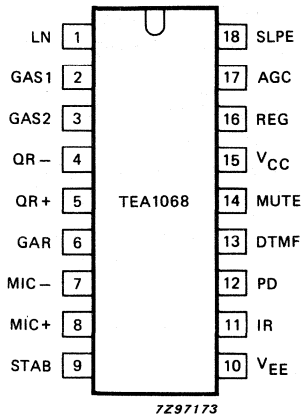 LN 1 18 SLPE
GAS1 2 17 AGC
GAS2 3 16 REG
QR− 4 15 VCC
QR+ 5 TEA1068 14 MUTE
GAR 6 13 DTMF
MIC− 7 12 PD
MIC+ 8 11 IR
STAB 9 10 VEE
7Z97173